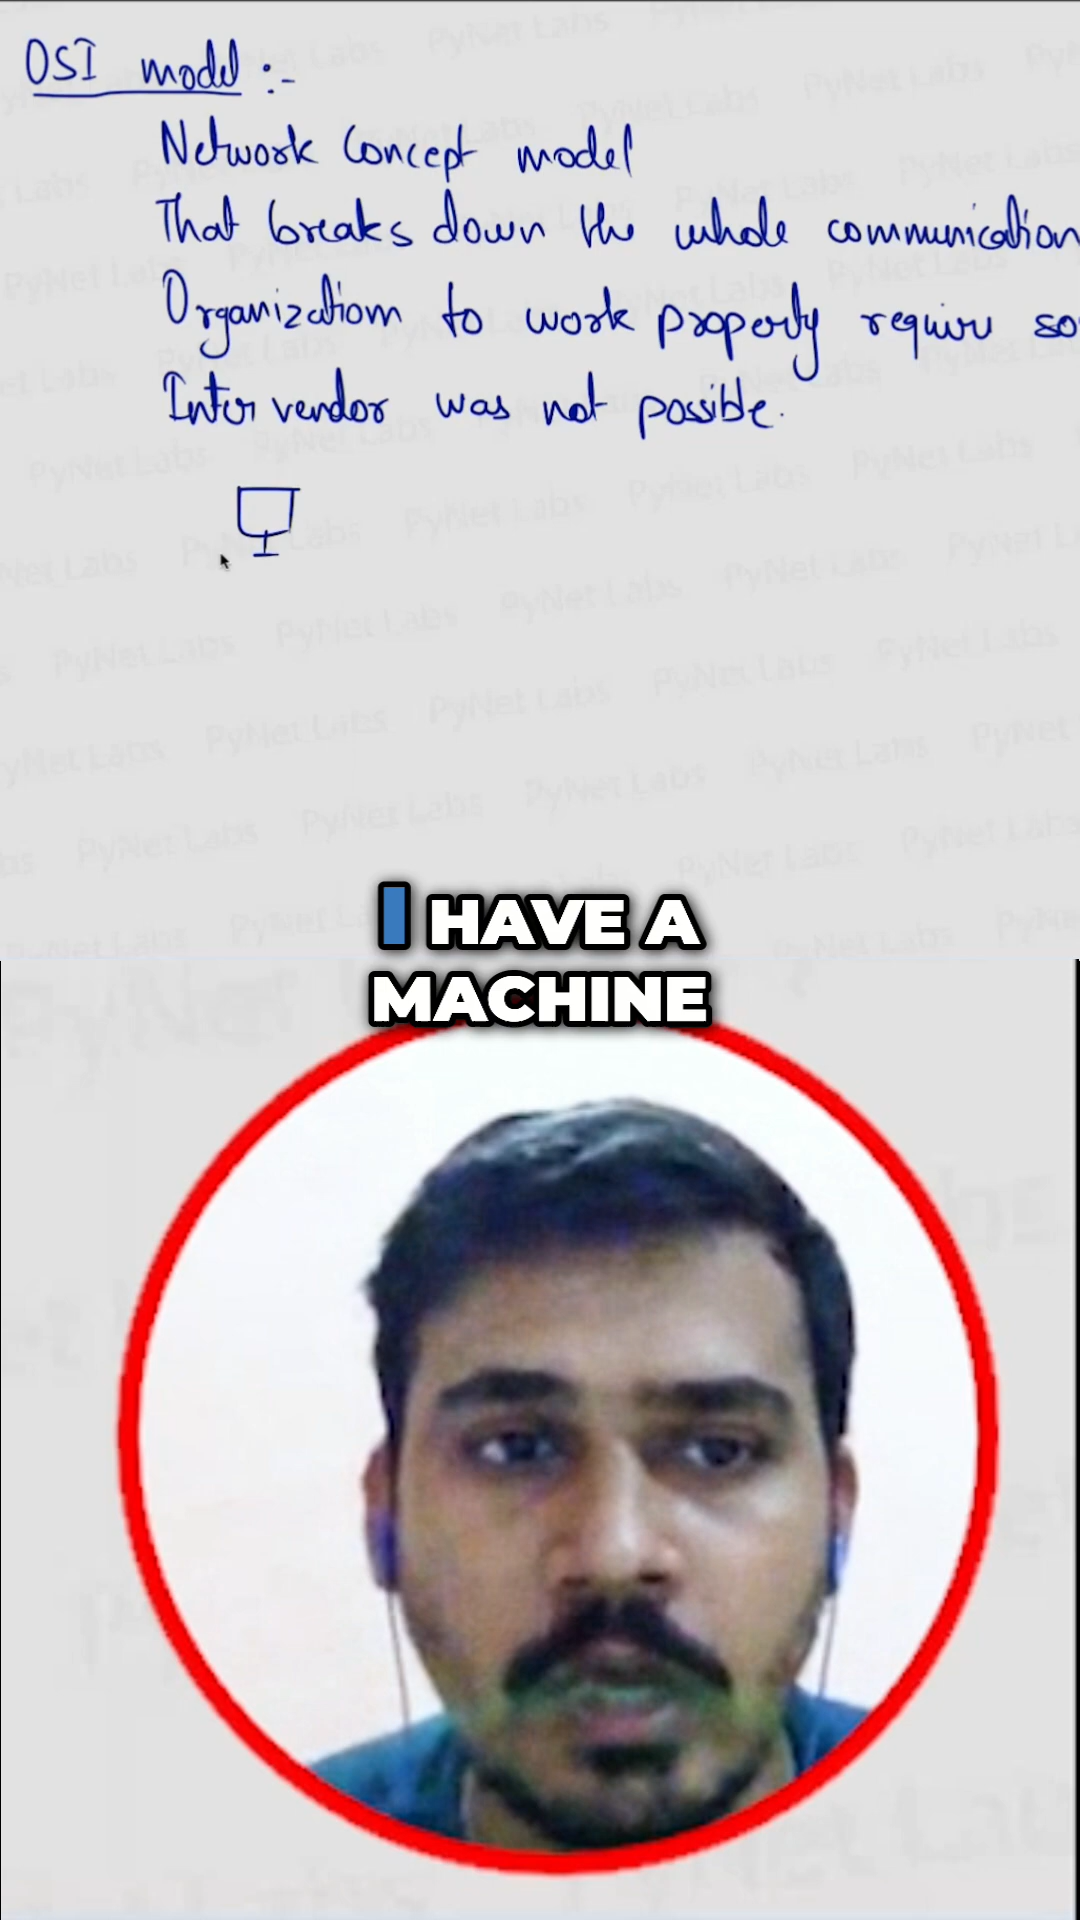 OSI model :-
Network Concept model
That breaks down the whole communication
Organization to work properly require so
Inter vendor was not possible.
I HAVE A
MACHINE